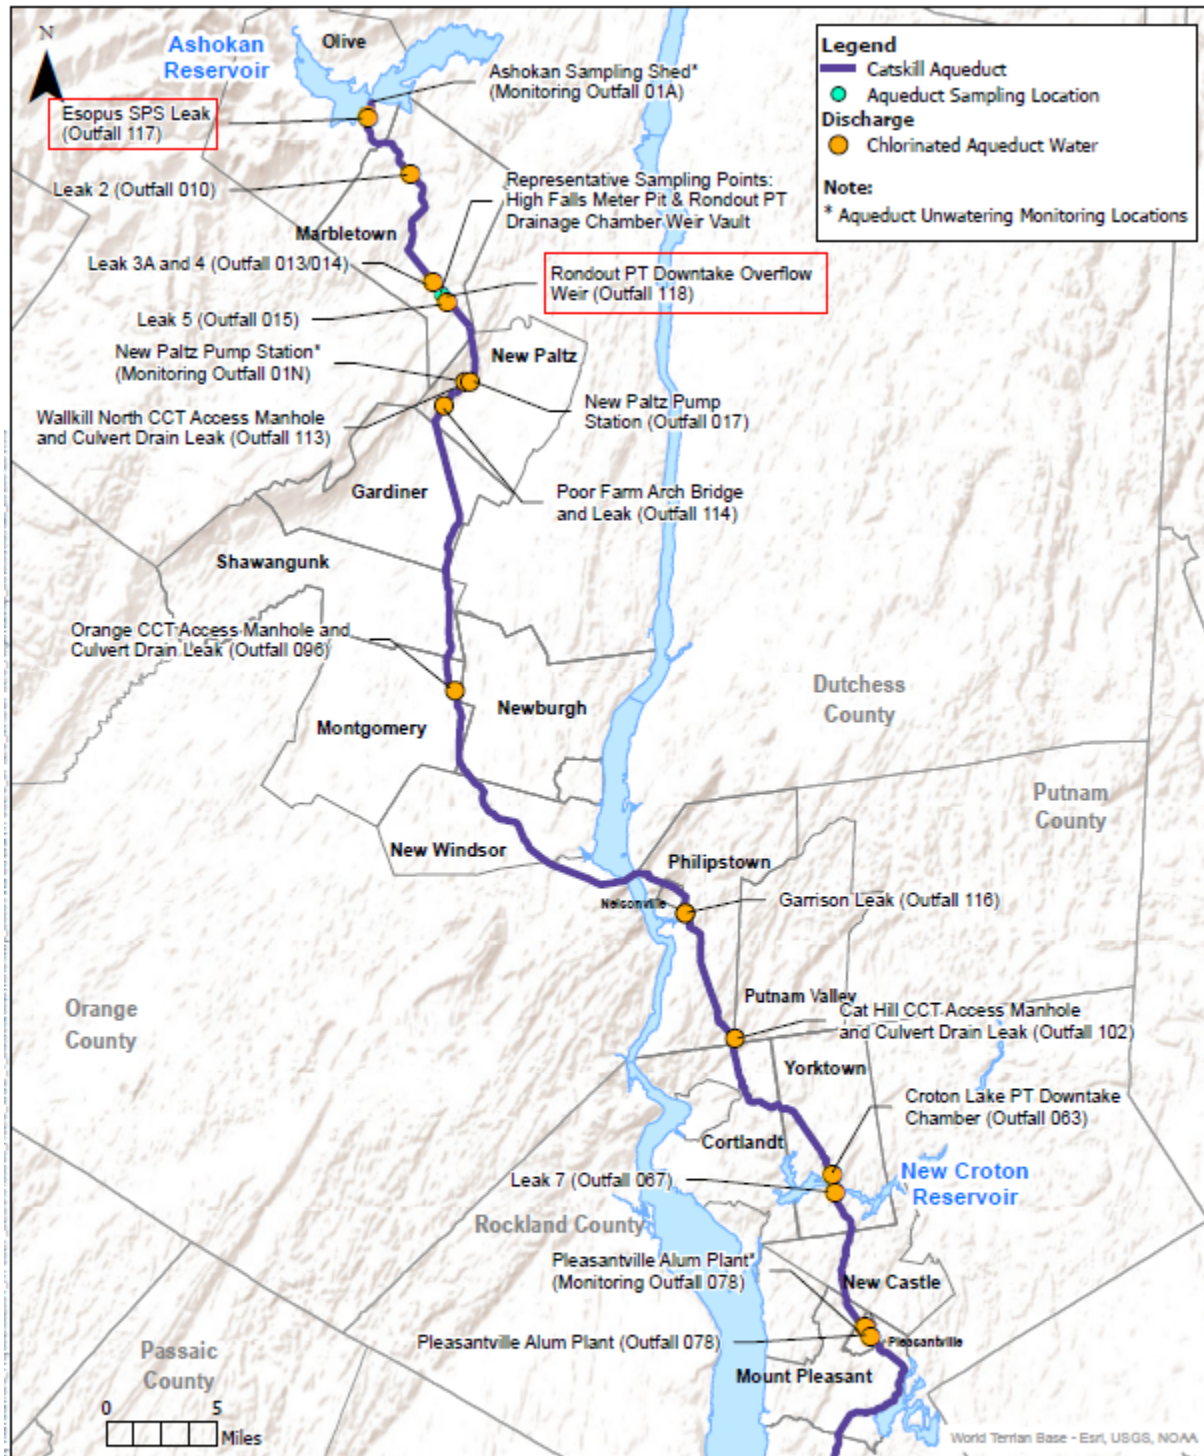 N
Olive
Ashokan
Reservoir
Legend
Catskill Aqueduct
Aqueduct Sampling Location
Discharge
Chlorinated Aqueduct Water
Note:
* Aqueduct Unwatering Monitoring Locations
Ashokan Sampling Shed*
(Monitoring Outfall 01A)
Esopus SPS Leak
(Outfall 117)
Leak 2 (Outfall 010)
Representative Sampling Points:
High Falls Meter Pit & Rondout PT
Drainage Chamber Weir Vault
Marbletown
Leak 3A and 4 (Outfall 013/014)
Rondout PT Downtake Overflow
Weir (Outfall 118)
Leak 5 (Outfall 015)
New Paltz Pump Station*
(Monitoring Outfall 01N)
New Paltz
Wallkill North CCT Access Manhole
and Culvert Drain Leak (Outfall 113)
New Paltz Pump
Station (Outfall 017)
Gardiner
Poor Farm Arch Bridge
and Leak (Outfall 114)
Shawangunk
Orange CCT Access Manhole and
Culvert Drain Leak (Outfall 096)
Dutchess
County
Newburgh
Montgomery
Putnam
County
New Windsor
Philipstown
Nelsonville
Garrison Leak (Outfall 116)
Orange
County
Putnam Valley
Cat Hill CCT Access Manhole
and Culvert Drain Leak (Outfall 102)
Yorktown
Croton Lake PT Downtake
Chamber (Outfall 063)
Cortlandt
Leak 7 (Outfall 067)
New Croton
Reservoir
Rockland County
Pleasantville Alum Plant*
(Monitoring Outfall 078)
New Castle
Pleasantville Alum Plant (Outfall 078)
Pleasantville
Passaic
County
Mount Pleasant
0 5
Miles
World Terrian Base - Esri, USGS, NOAA